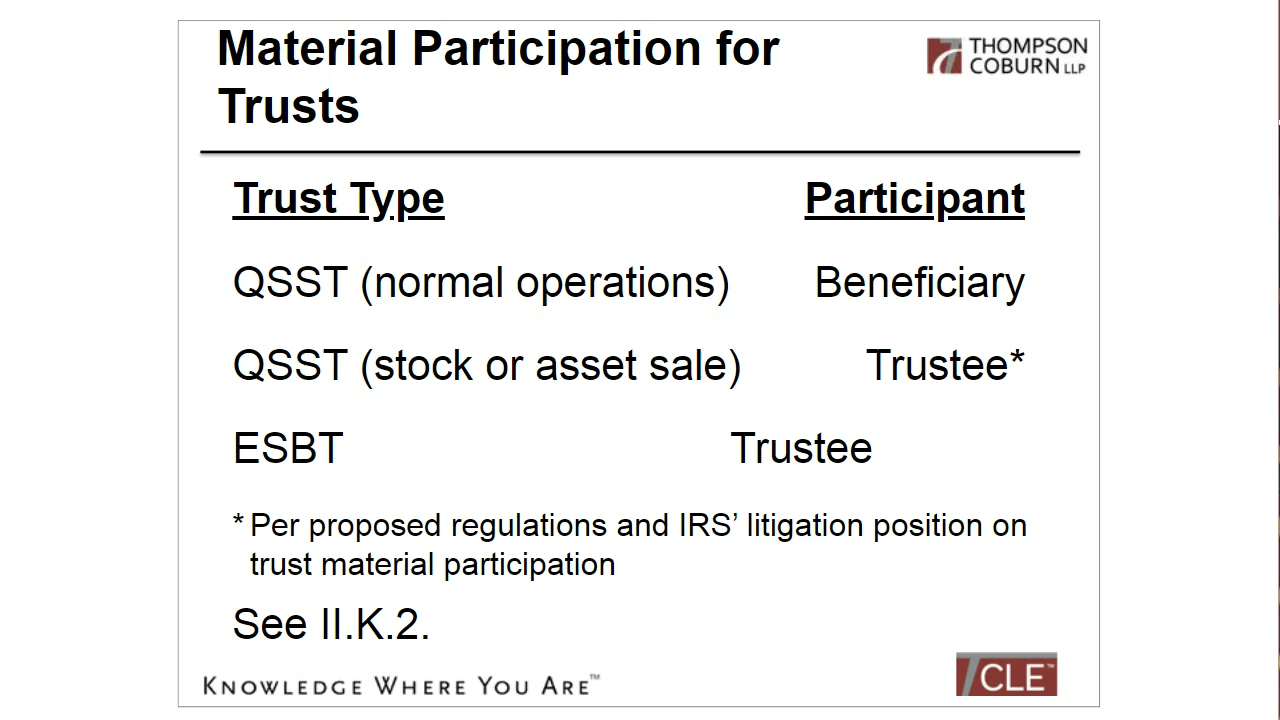 Material Participation for
Trusts
THOMPSON
COBURN LLP
Trust Type Participant
QSST (normal operations) Beneficiary
QSST (stock or asset sale) Trustee*
ESBT Trustee
* Per proposed regulations and IRS’ litigation position on
trust material participation
See II.K.2.
KNOWLEDGE WHERE YOU ARE™
TCLE™